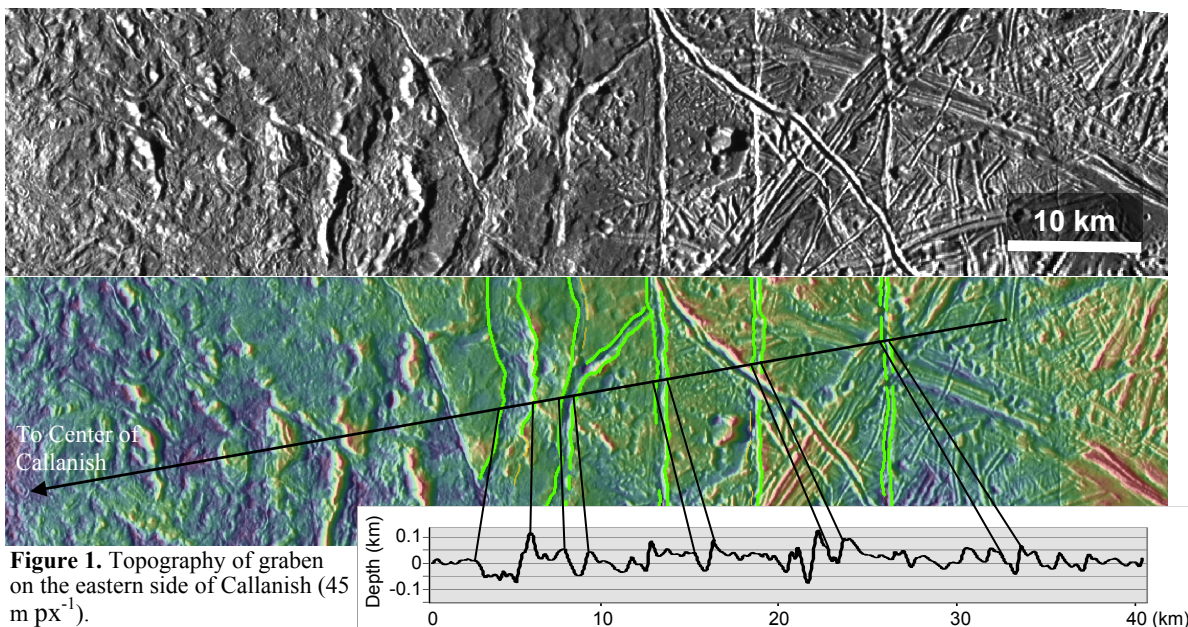 10 km
To Center of
Callanish
Figure 1. Topography of graben
on the eastern side of Callanish (45
m px-1).
Depth (km)
0.1
0
-0.1
0
10
20
30
40 (km)